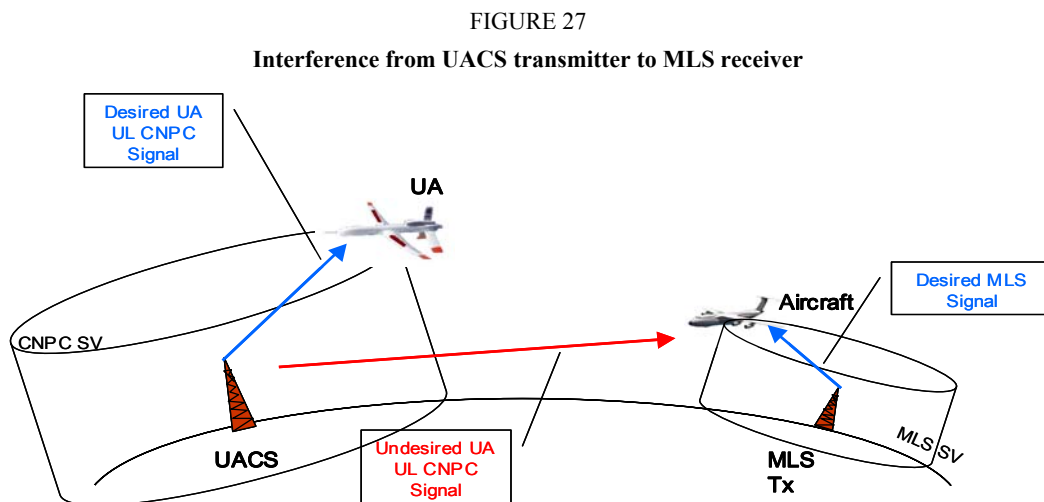 FIGURE 27
Interference from UACS transmitter to MLS receiver
Desired UA
UL CNPC
Signal
UA
Desired MLS
Signal
Aircraft
CNPC SV
MLS SV
UACS
Undesired UA
UL CNPC
Signal
MLS
Tx